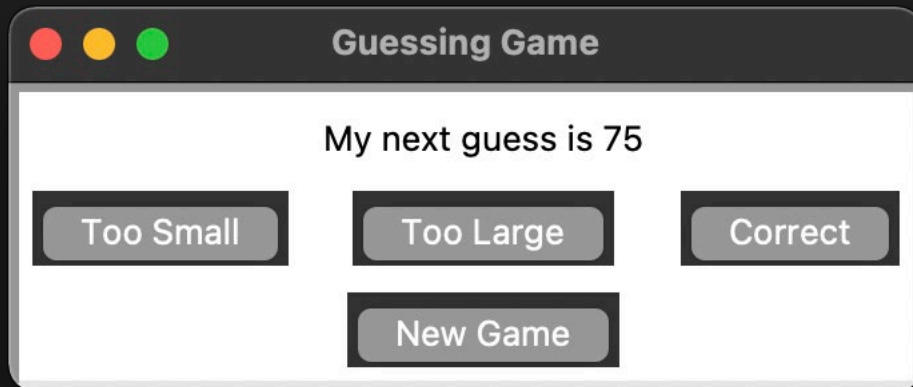 Guessing Game
My next guess is 75
Too Small Too Large Correct
New Game